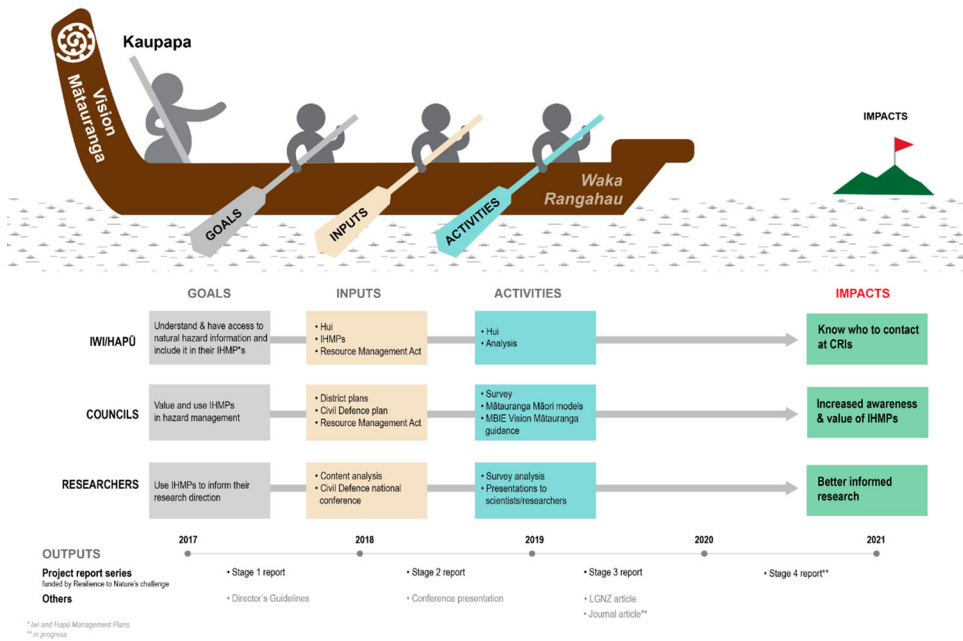 Kaupapa
Vision
Mātauranga
IMPACTS
Waka
Rangahau
GOALS
INPUTS
ACTIVITIES
GOALS
INPUTS
ACTIVITIES
IMPACTS
IWI/HAPŪ
Understand & have access to
natural hazard information and
include it in their IHMP*s
• Hui
• IHMPs
• Resource Management Act
• Hui
• Analysis
Know who to contact
at CRIs
COUNCILS
Value and use IHMPs
in hazard management
• District plans
• Civil Defence plan
• Resource Management Act
• Survey
• Mātauranga Māori models
• MBIE Vision Mātauranga
guidance
Increased awareness
& value of IHMPs
RESEARCHERS
Use IHMPs to inform their
research direction
• Content analysis
• Civil Defence national
conference
• Survey analysis
• Presentations to
scientists/researchers
Better informed
research
2017
2018
2019
2020
2021
OUTPUTS
Project report series
funded by Resilience to Nature's challenge
• Stage 1 report
• Stage 2 report
• Stage 3 report
• Stage 4 report**
Others
• Director's Guidelines
• Conference presentation
• LGNZ article
• Journal article**
* Iwi and Hapū Management Plans
** in progress